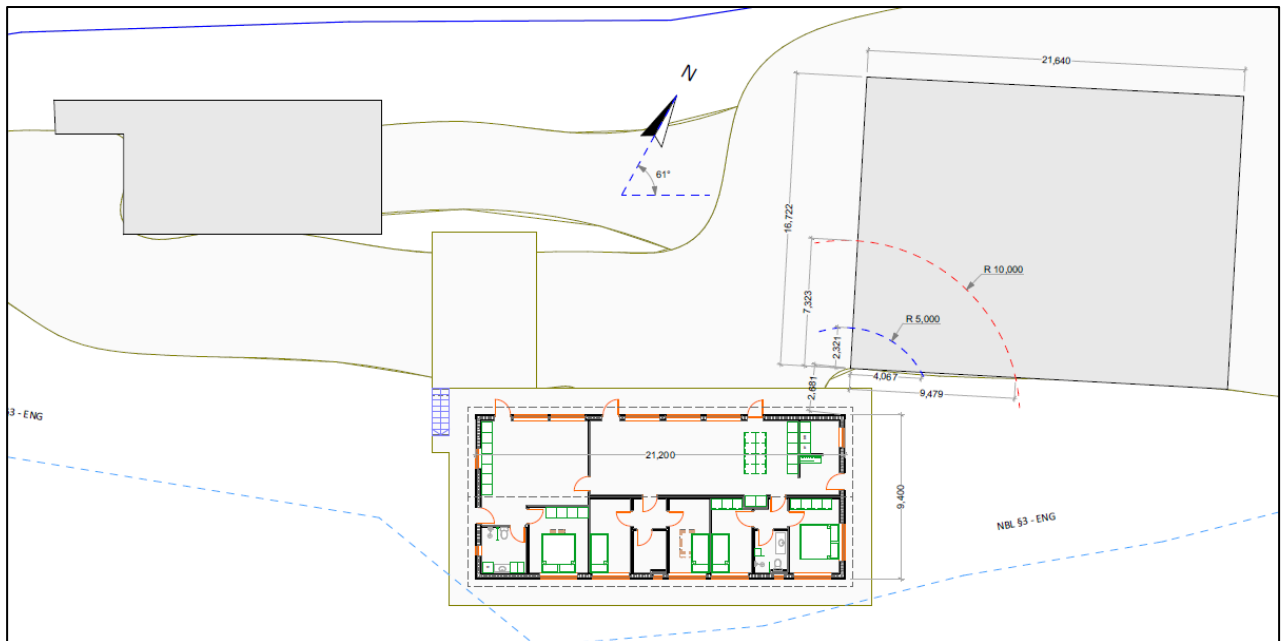 21,640
N
16,722
61°
R 10,000
7,323
R 5,000
2,321
4,067
2,681
9,479
§3 - ENG
21,200
9,400
NBL §3 - ENG